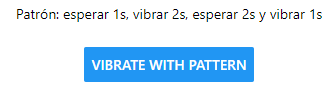 Patrón: esperar 1s, vibrar 2s, esperar 2s y vibrar 1s
VIBRATE WITH PATTERN